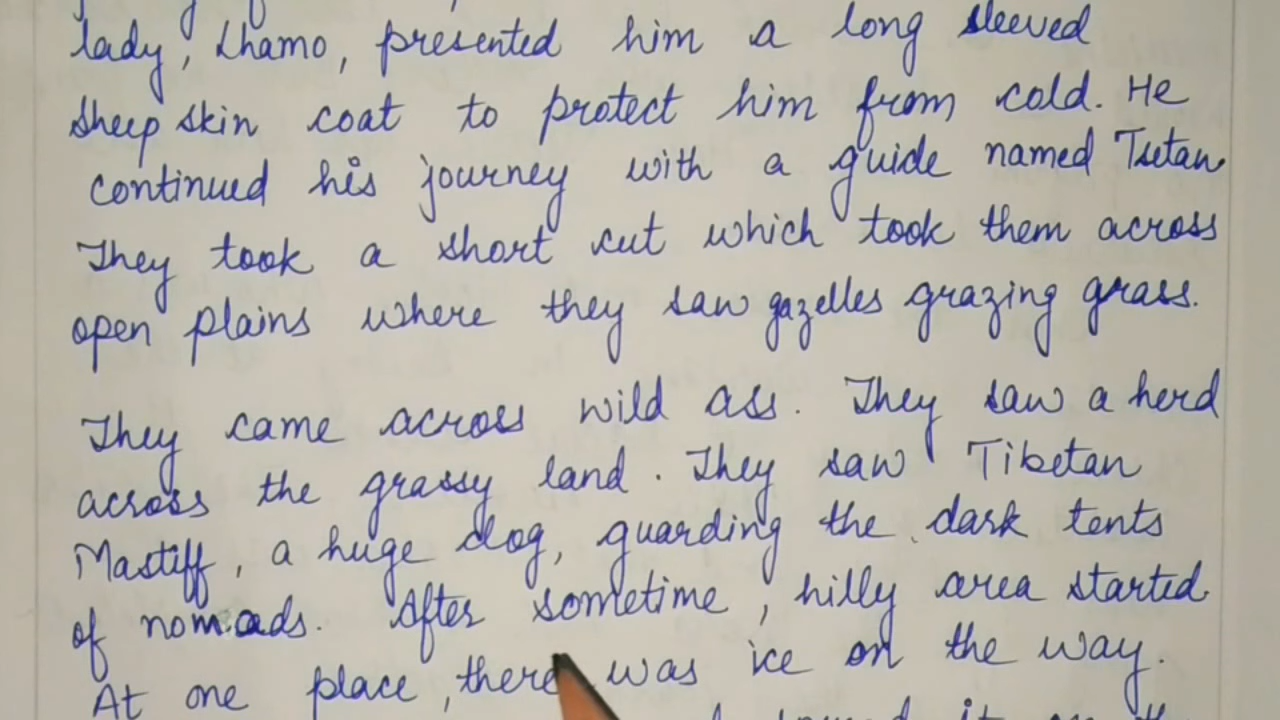 lady, Lhamo, presented him a long sleeved
sheep skin coat to protect him from cold. He
continued his journey with a guide named Tsetan
They took a short cut which took them across
open plains where they saw gazelles grazing grass.
They came across wild ass. They saw a herd
across the grassy land. They saw Tibetan
Mastiff, a huge dog, guarding the dark tents
of nomads. After sometime, hilly area started
At one place, there was ice on the way.